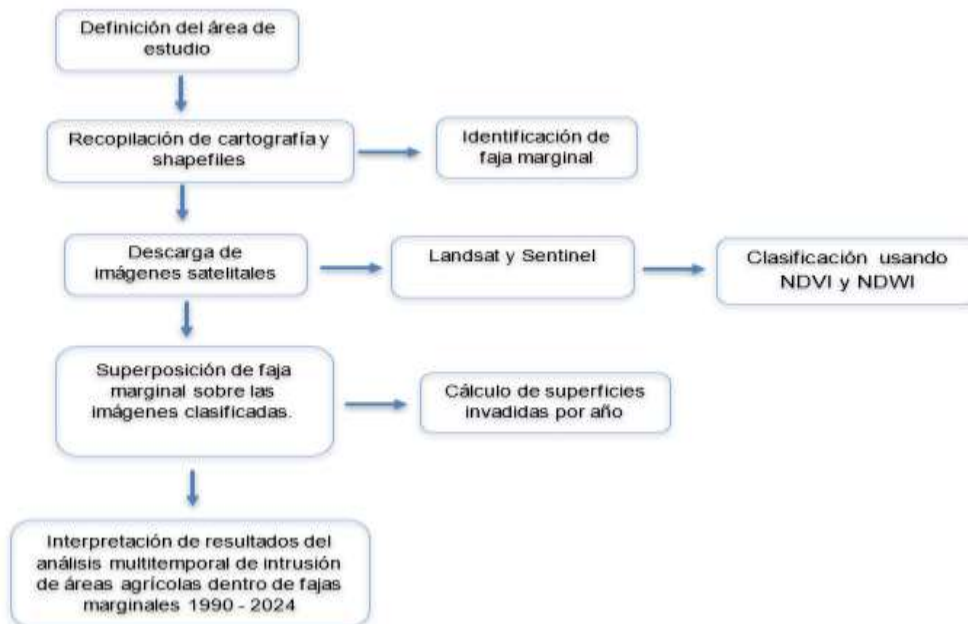 Definición del área de
estudio
Recopilación de cartografía y
shapefiles
Identificación de
faja marginal
Descarga de
imágenes satelitales
Landsat y Sentinel
Clasificación usando
NDVI y NDWI
Superposición de faja
marginal sobre las
imágenes clasificadas.
Cálculo de superficies
invadidas por año
Interpretación de resultados del
análisis multitemporal de intrusión
de áreas agrícolas dentro de fajas
marginales 1990 - 2024